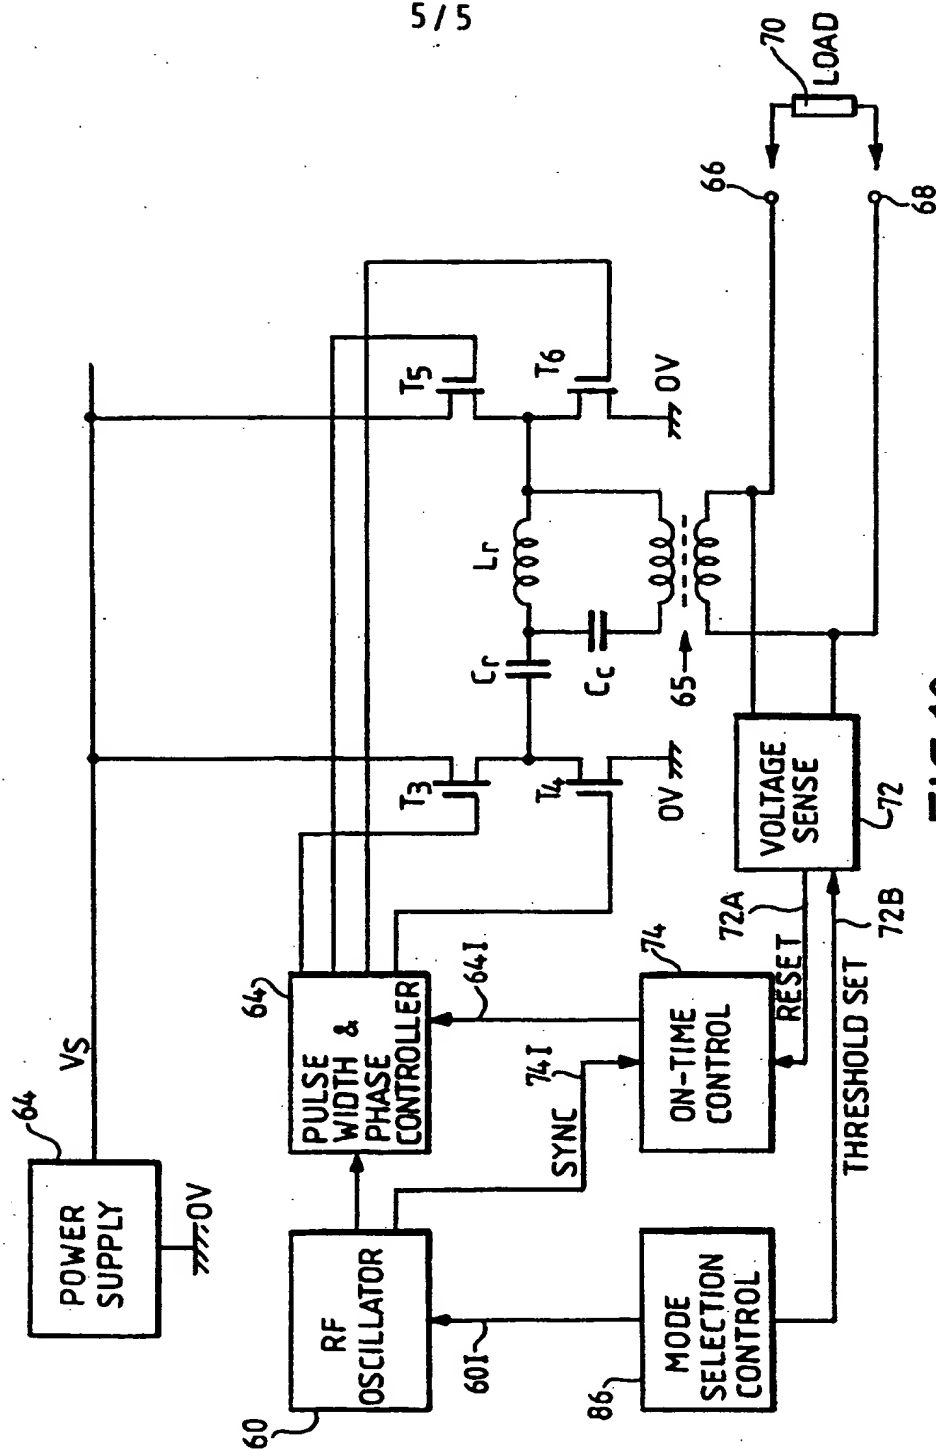 5/5
POWER
SUPPLY
64
VS
0V
RF
OSCILLATOR
60
PULSE
WIDTH &
PHASE
CONTROLLER
64
T3
T4
0V
T5
T6
0V
Cr
Lr
Cc
65
66
68
70
LOAD
MODE
SELECTION
CONTROL
86
60I
SYNC
74I
64I
ON-TIME
CONTROL
74
RESET
72A
THRESHOLD SET
72B
VOLTAGE
SENSE
72